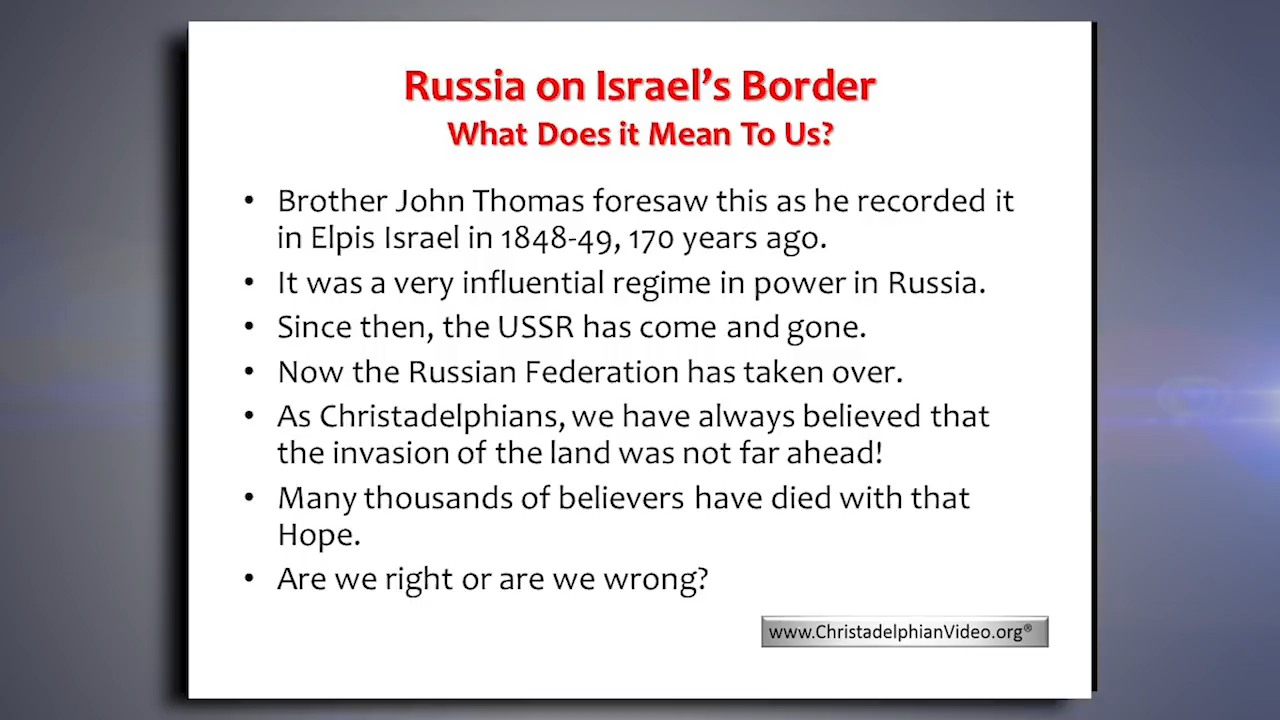 Russia on Israel's Border
What Does it Mean To Us?
• Brother John Thomas foresaw this as he recorded it
in Elpis Israel in 1848-49, 170 years ago.
• It was a very influential regime in power in Russia.
• Since then, the USSR has come and gone.
• Now the Russian Federation has taken over.
• As Christadelphians, we have always believed that
the invasion of the land was not far ahead!
• Many thousands of believers have died with that
Hope.
• Are we right or are we wrong?
www.ChristadelphianVideo.org®